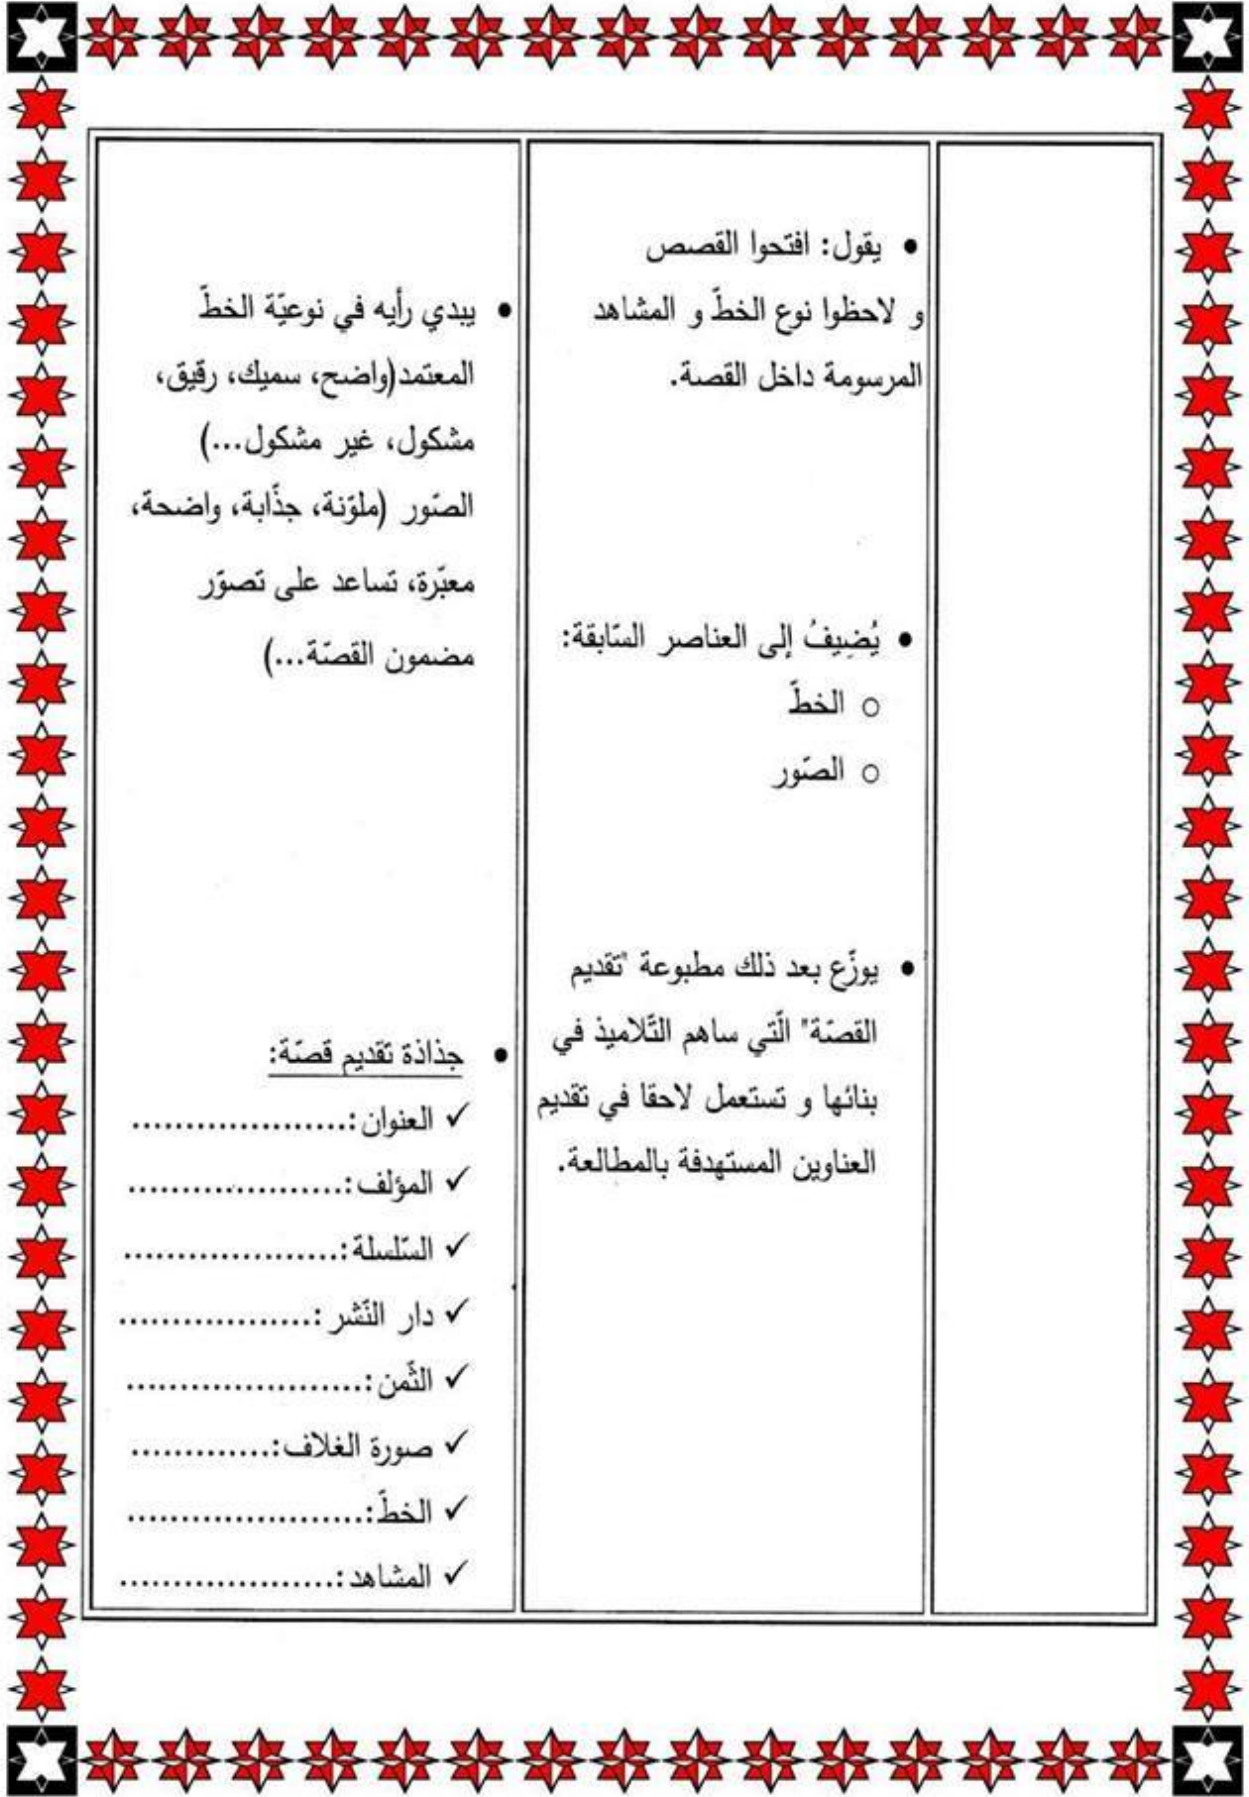 • يقول: افتحوا القصص
و لاحظوا نوع الخطّ و المشاهد
المرسومة داخل القصة.
• يُضِيفُ إلى العناصر السّابقة:
○ الخطّ
○ الصّور
• يوزّع بعد ذلك مطبوعة "تقديم
القصّة" الّتي ساهم التّلاميذ في
بنائها و تستعمل لاحقا في تقديم
العناوين المستهدفة بالمطالعة.
• يبدي رأيه في نوعيّة الخطّ
المعتمد(واضح، سميك، رقيق،
مشكول، غير مشكول...)
الصّور (ملوّنة، جذّابة، واضحة،
معبّرة، تساعد على تصوّر
مضمون القصّة...)
• جذاذة تقديم قصّة:
✓ العنوان:....................
✓ المؤلف:....................
✓ السّلسلة:....................
✓ دار النّشر:..................
✓ الثّمن:......................
✓ صورة الغلاف:.............
✓ الخطّ:......................
✓ المشاهد:....................